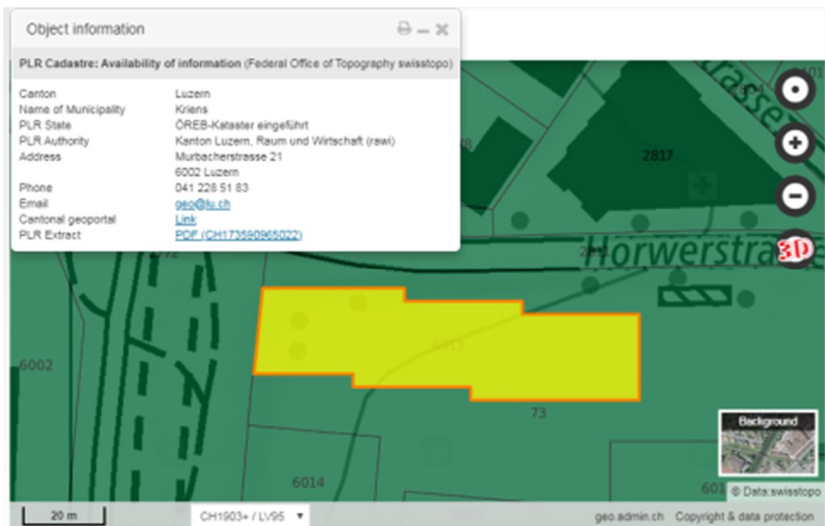 Object information
PLR Cadastre: Availability of information (Federal Office of Topography swisstopo)
Canton Luzern
Name of Municipality Kriens
PLR State ÖREB-Kataster eingeführt
PLR Authority Kanton Luzern, Raum und Wirtschaft (rawi)
Address Murbacherstrasse 21
6002 Luzern
Phone 041 228 51 83
Email geo@lu.ch
Cantonal geoportal Link
PLR Extract PDF (CH173590965022)
2817
Horwerstrasse
3D
6002
6013
73
6014
Background
© Data:swisstopo
20 m
CH1903+ / LV95
geo.admin.ch Copyright & data protection